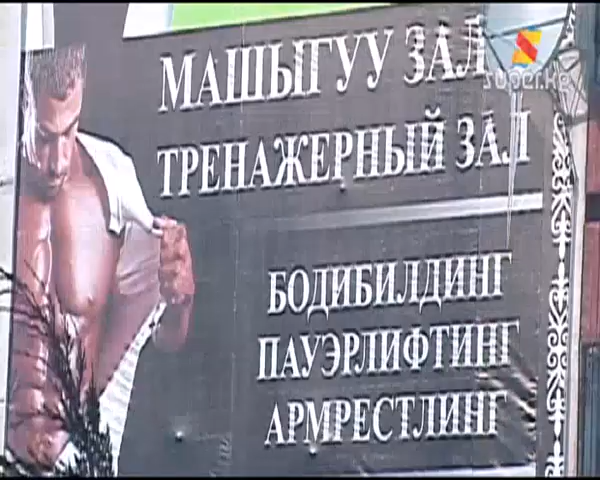 МАШЫГУУ ЗАЛ
super.kg
ТРЕНАЖЕРНЫЙ ЗАЛ
БОДИБИЛДИНГ
ПАУЭРЛИФТИНГ
АРМРЕСТЛИНГ